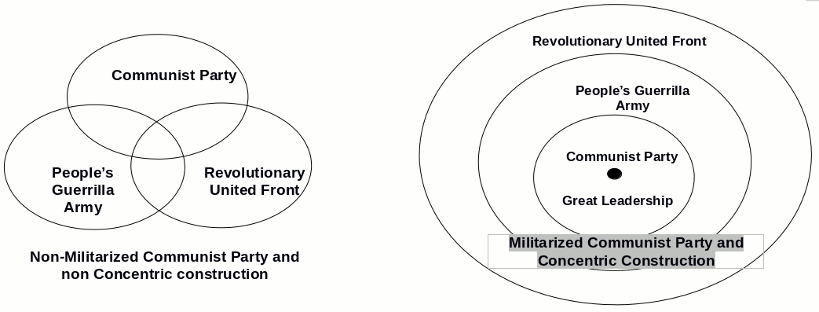 Communist Party
People's
Guerrilla
Army
Revolutionary
United Front
Non-Militarized Communist Party and
non Concentric construction
Revolutionary United Front
People's Guerrilla
Army
Communist Party
Great Leadership
Militarized Communist Party and
Concentric Construction